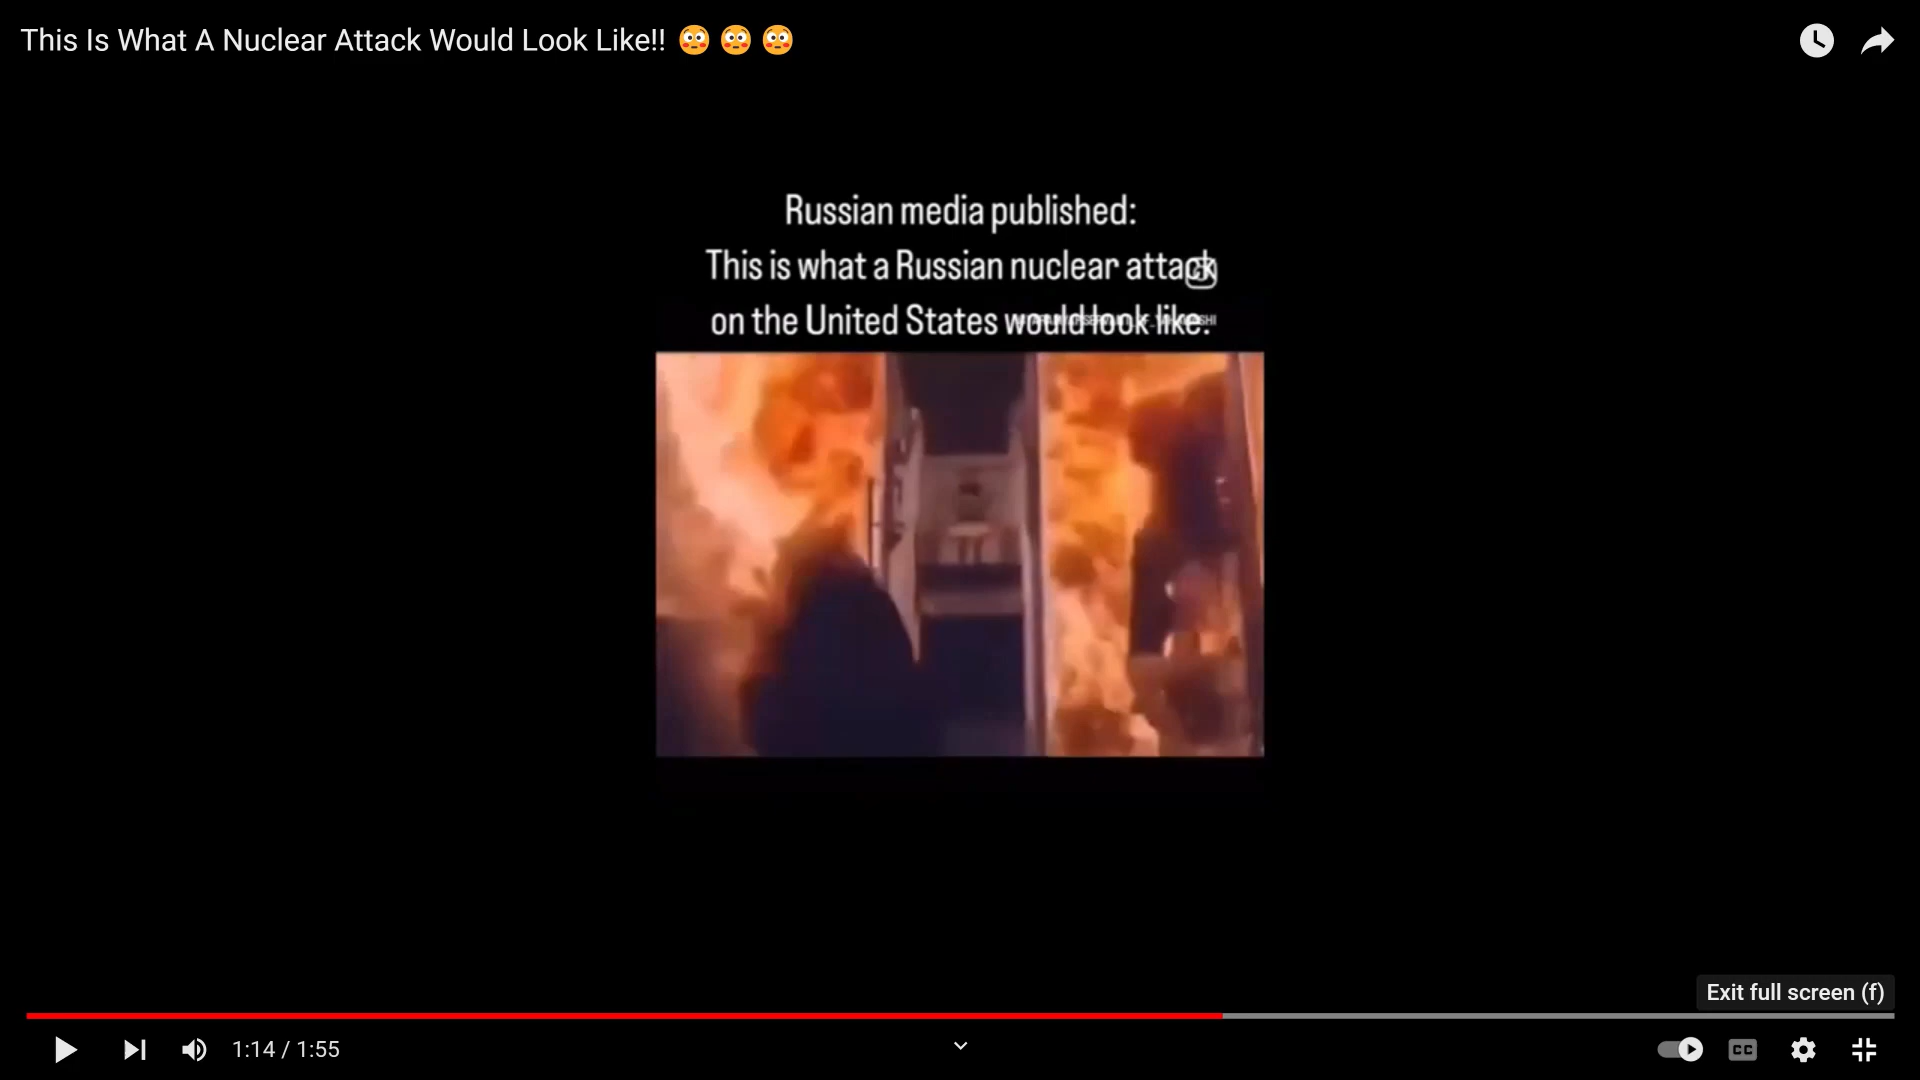 This Is What A Nuclear Attack Would Look Like!! 😳 😳 😳
Russian media published:
This is what a Russian nuclear attack
on the United States would look like:
Exit full screen (f)
1:14 / 1:55
CC